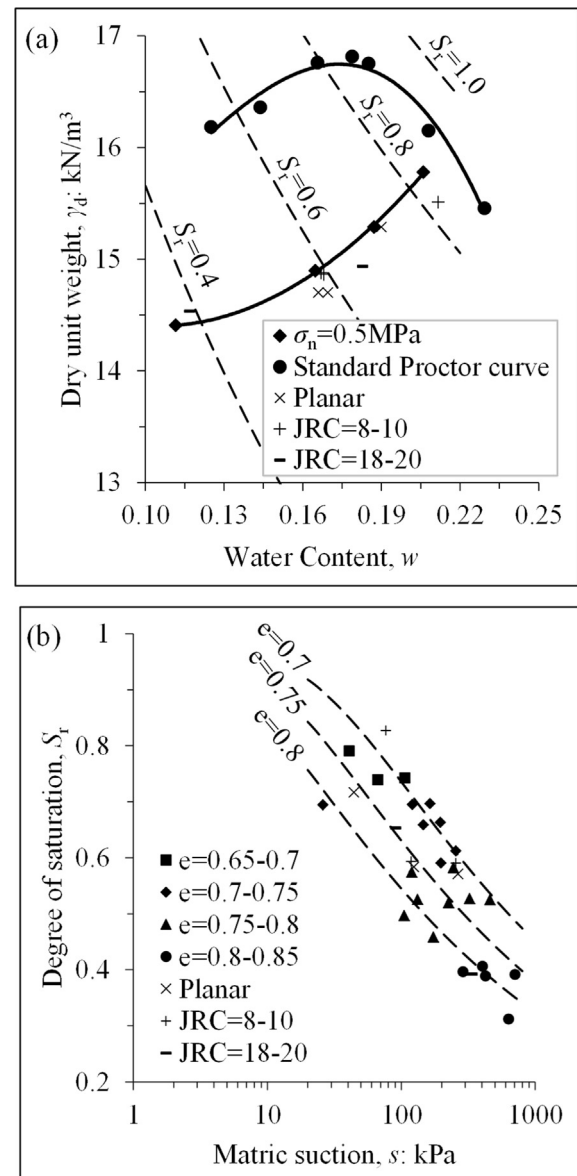 (a)
17
16
15
14
13
Dry unit weight, γd: kN/m³
Sr=1.0
Sr=0.8
Sr=0.6
Sr=0.4
σn=0.5MPa
Standard Proctor curve
Planar
JRC=8-10
JRC=18-20
0.10 0.13 0.16 0.19 0.22 0.25
Water Content, w
(b)
1
0.8
0.6
0.4
0.2
Degree of saturation, Sr
e=0.7
e=0.75
e=0.8
e=0.65-0.7
e=0.7-0.75
e=0.75-0.8
e=0.8-0.85
Planar
JRC=8-10
JRC=18-20
1 10 100 1000
Matric suction, s: kPa